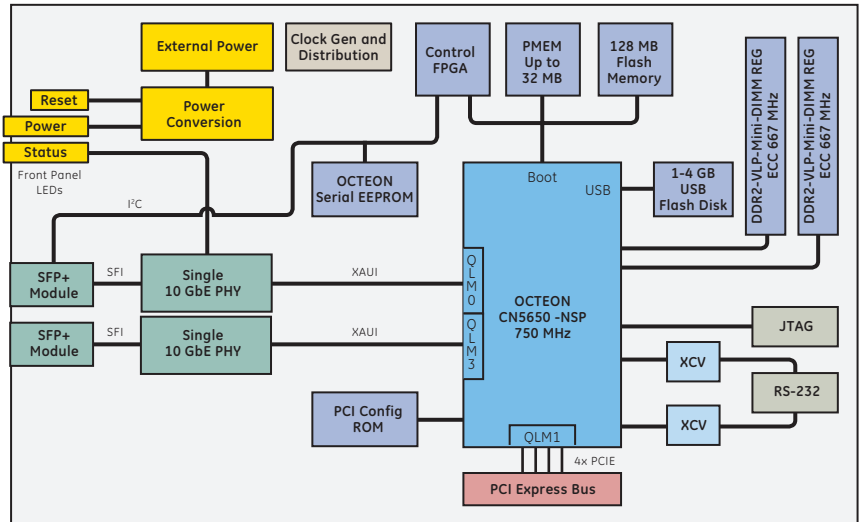 External Power
Clock Gen and
Distribution
Control
FPGA
PMEM
Up to
32 MB
128 MB
Flash
Memory
DDR2-VLP-Mini-DIMM REG
ECC 667 MHz
DDR2-VLP-Mini-DIMM REG
ECC 667 MHz
Reset
Power
Status
Power
Conversion
Front Panel
LEDs
I²C
OCTEON
Serial EEPROM
Boot
USB
1-4 GB
USB
Flash Disk
SFP+
Module
SFI
Single
10 GbE PHY
XAUI
QLM0
OCTEON
CN5650 -NSP
750 MHz
SFP+
Module
SFI
Single
10 GbE PHY
XAUI
QLM3
JTAG
XCV
RS-232
XCV
PCI Config
ROM
QLM1
4x PCIE
PCI Express Bus